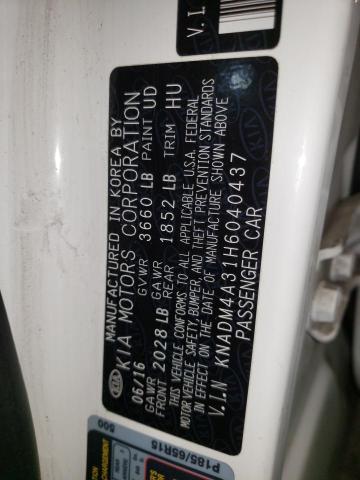 MANUFACTURED IN KOREA BY
KIA MOTORS CORPORATION
06/16 GVWR 3660 LB PAINT UD
GAWR FRONT 2028 LB GAWR REAR 1852 LB TRIM HU
THIS VEHICLE CONFORMS TO ALL APPLICABLE U.S.A. FEDERAL
MOTOR VEHICLE SAFETY, BUMPER, AND THEFT PREVENTION STANDARDS
IN EFFECT ON THE DATE OF MANUFACTURE SHOWN ABOVE
V.I.N KNADM4A31H6040437
PASSENGER CAR
KIA
V.I.
500
P185/65R15